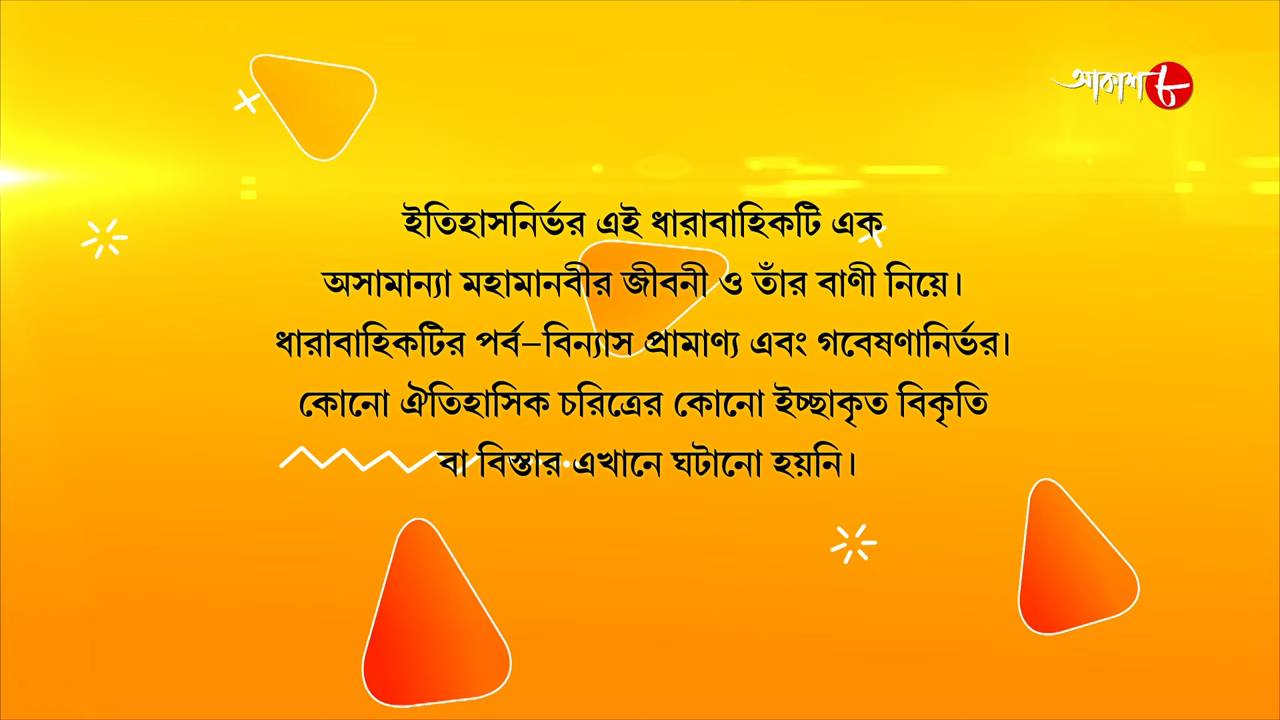 আকাশ ৮
ইতিহাসনির্ভর এই ধারাবাহিকটি এক
অসামান্যা মহামানবীর জীবনী ও তাঁর বাণী নিয়ে।
ধারাবাহিকটির পর্ব–বিন্যাস প্রামাণ্য এবং গবেষণানির্ভর।
কোনো ঐতিহাসিক চরিত্রের কোনো ইচ্ছাকৃত বিকৃতি
বা বিস্তার এখানে ঘটানো হয়নি।